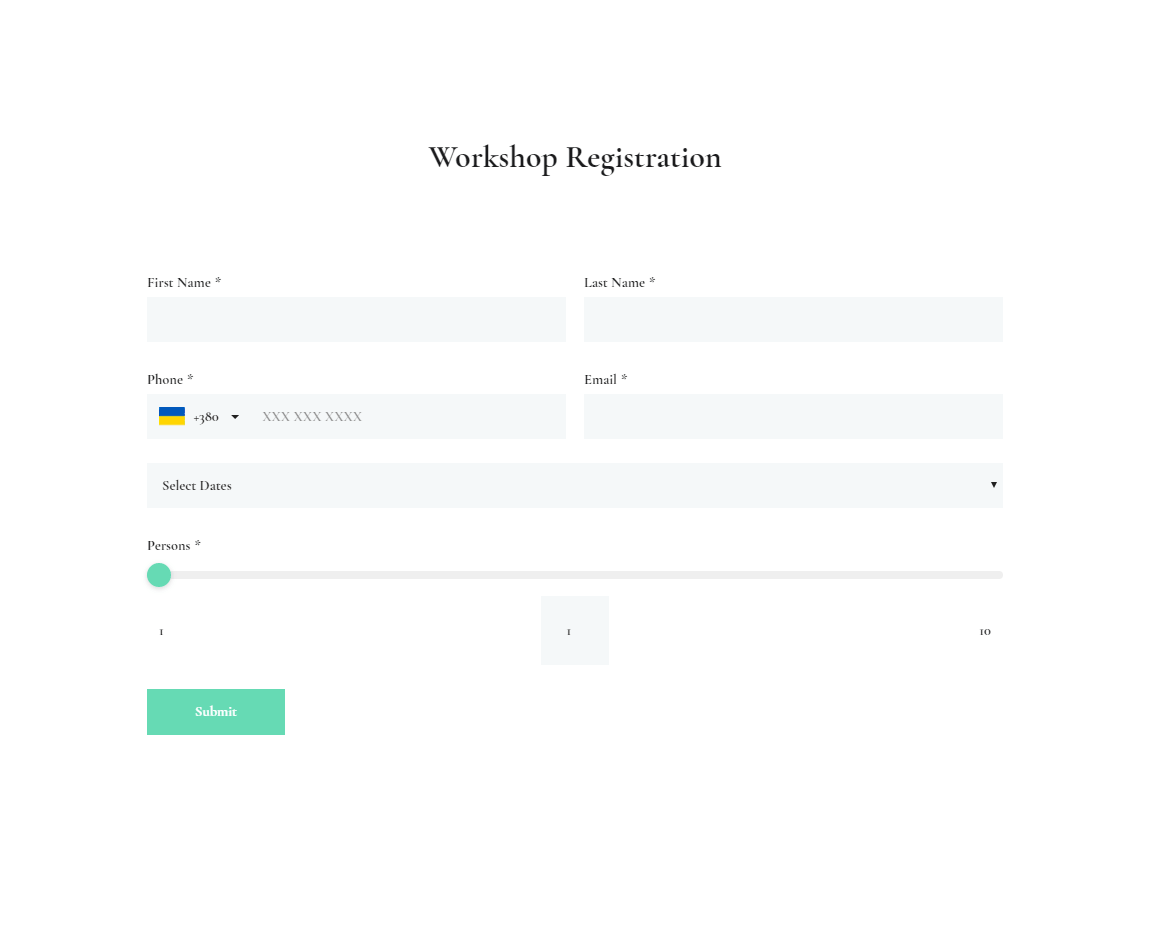 Workshop Registration
First Name *
Last Name *
Phone *
Email *
+380 XXX XXX XXXX
Select Dates
Persons *
1
1
10
Submit